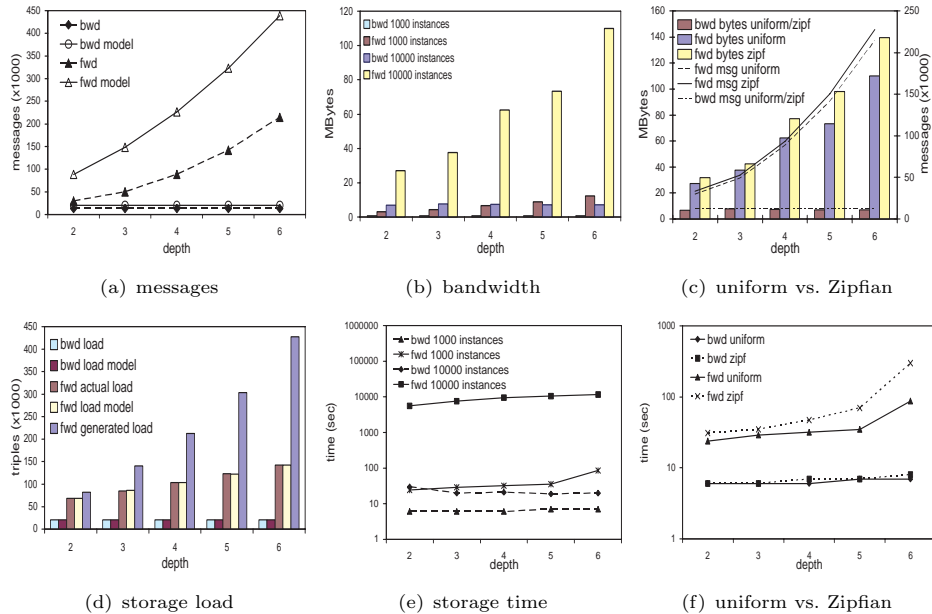 messages (x1000)
450
400
350
300
250
200
150
100
50
0
bwd
bwd model
fwd
fwd model
2 3 4 5 6
depth
(a) messages
MBytes
120
100
80
60
40
20
0
bwd 1000 instances
fwd 1000 instances
bwd 10000 instances
fwd 10000 instances
2 3 4 5 6
depth
(b) bandwidth
MBytes
160
140
120
100
80
60
40
20
0
bwd bytes uniform/zipf
fwd bytes uniform
fwd bytes zipf
fwd msg uniform
fwd msg zipf
bwd msg uniform/zipf
250
200
150
100
50
0
messages (x1000)
2 3 4 5 6
depth
(c) uniform vs. Zipfian
triples (x1000)
450
400
350
300
250
200
150
100
50
0
bwd load
bwd load model
fwd actual load
fwd load model
fwd generated load
2 3 4 5 6
depth
(d) storage load
time (sec)
1000000
100000
10000
1000
100
10
1
bwd 1000 instances
fwd 1000 instances
bwd 10000 instances
fwd 10000 instances
2 3 4 5 6
depth
(e) storage time
time (sec)
1000
100
10
1
bwd uniform
bwd zipf
fwd uniform
fwd zipf
2 3 4 5 6
depth
(f) uniform vs. Zipfian